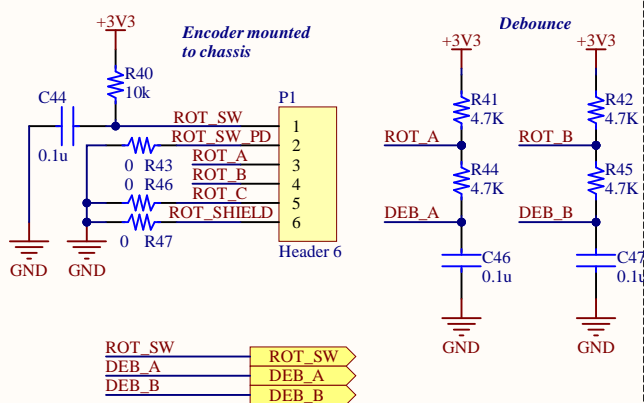 Encoder mounted
to chassis
Debounce
+3V3
+3V3
+3V3
R40
10k
C44
0.1u
P1
ROT_SW
1
ROT_SW_PD
2
0 R43
ROT_A
3
0 R46
ROT_B
4
ROT_C
5
ROT_SHIELD
6
0 R47
Header 6
GND
GND
R41
4.7K
R42
4.7K
ROT_A
ROT_B
R44
4.7K
R45
4.7K
DEB_A
DEB_B
C46
0.1u
C47
0.1u
GND
GND
ROT_SW
ROT_SW
DEB_A
DEB_A
DEB_B
DEB_B